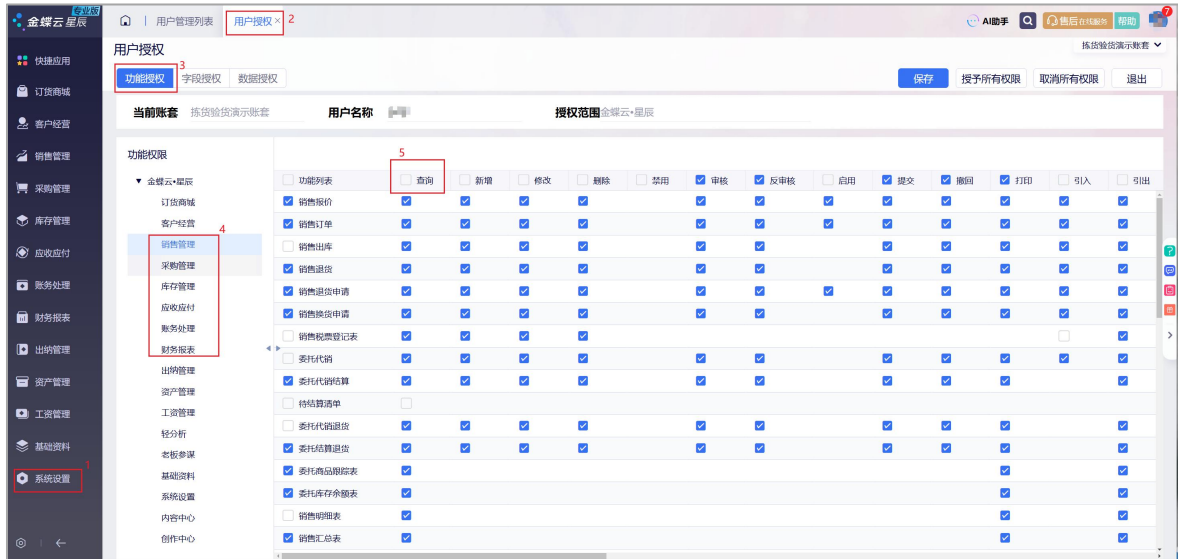 专业版
金蝶云 星辰 用户管理列表 用户授权 × 2 AI助手 售后在线服务 帮助 7
用户授权 拣货验货演示账套
3
功能授权 字段授权 数据授权 保存 授予所有权限 取消所有权限 退出
当前账套 拣货验货演示账套 用户名称 授权范围 金蝶云•星辰
快捷应用
订货商城
客户经营
销售管理
采购管理
库存管理
应收应付
账务处理
财务报表
出纳管理
资产管理
工资管理
基础资料
1
系统设置
功能权限
金蝶云•星辰
订货商城
客户经营
4
销售管理
采购管理
库存管理
应收应付
账务处理
财务报表
出纳管理
资产管理
工资管理
轻分析
老板参谋
基础资料
系统设置
内容中心
创作中心
5
功能列表 查询 新增 修改 删除 禁用 审核 反审核 启用 提交 撤回 打印 引入 引出
销售报价
销售订单
销售出库
销售退货
销售退货申请
销售换货申请
销售税票登记表
委托代销
委托代销结算
待结算清单
委托代销退货
委托结算退货
委托商品跟踪表
委托库存余额表
销售明细表
销售汇总表